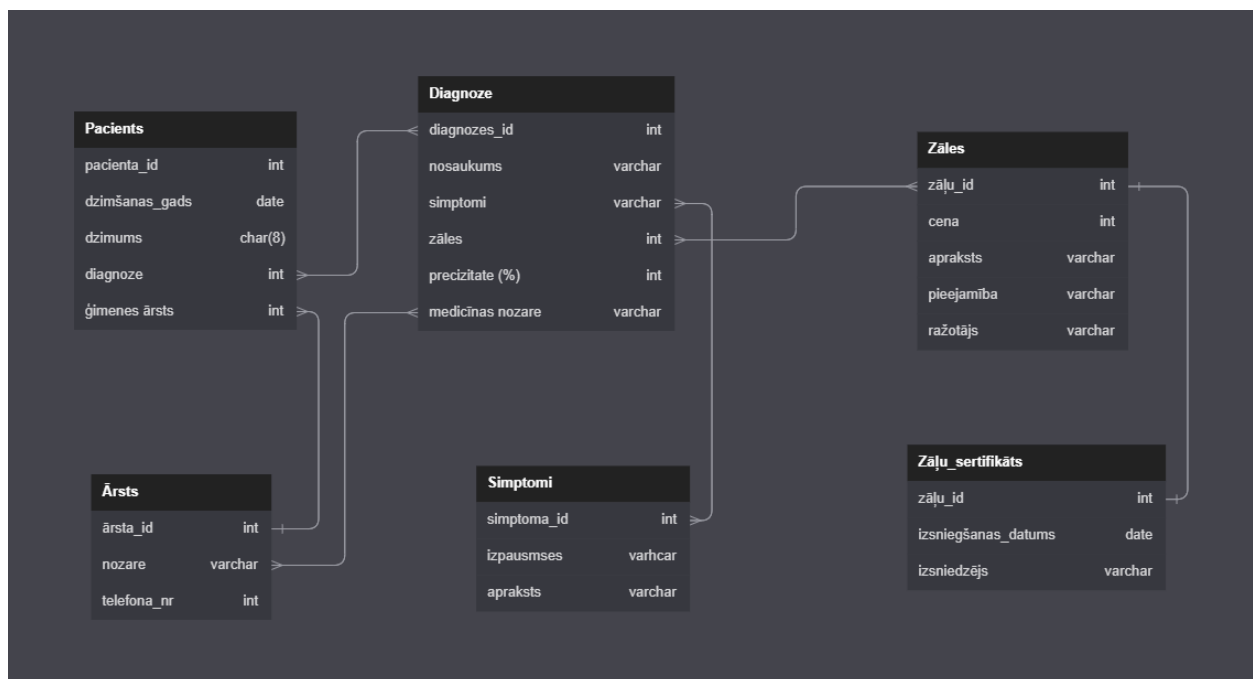 Pacients
pacienta_id int
dzimšanas_gads date
dzimums char(8)
diagnoze int
ģimenes ārsts int
Diagnoze
diagnozes_id int
nosaukums varchar
simptomi varchar
zāles int
precizitate (%) int
medicīnas nozare varchar
Zāles
zāļu_id int
cena int
apraksts varchar
pieejamība varchar
ražotājs varchar
Ārsts
ārsta_id int
nozare varchar
telefona_nr int
Simptomi
simptoma_id int
izpausmses varhcar
apraksts varchar
Zāļu_sertifikāts
zāļu_id int
izsniegšanas_datums date
izsniedzējs varchar